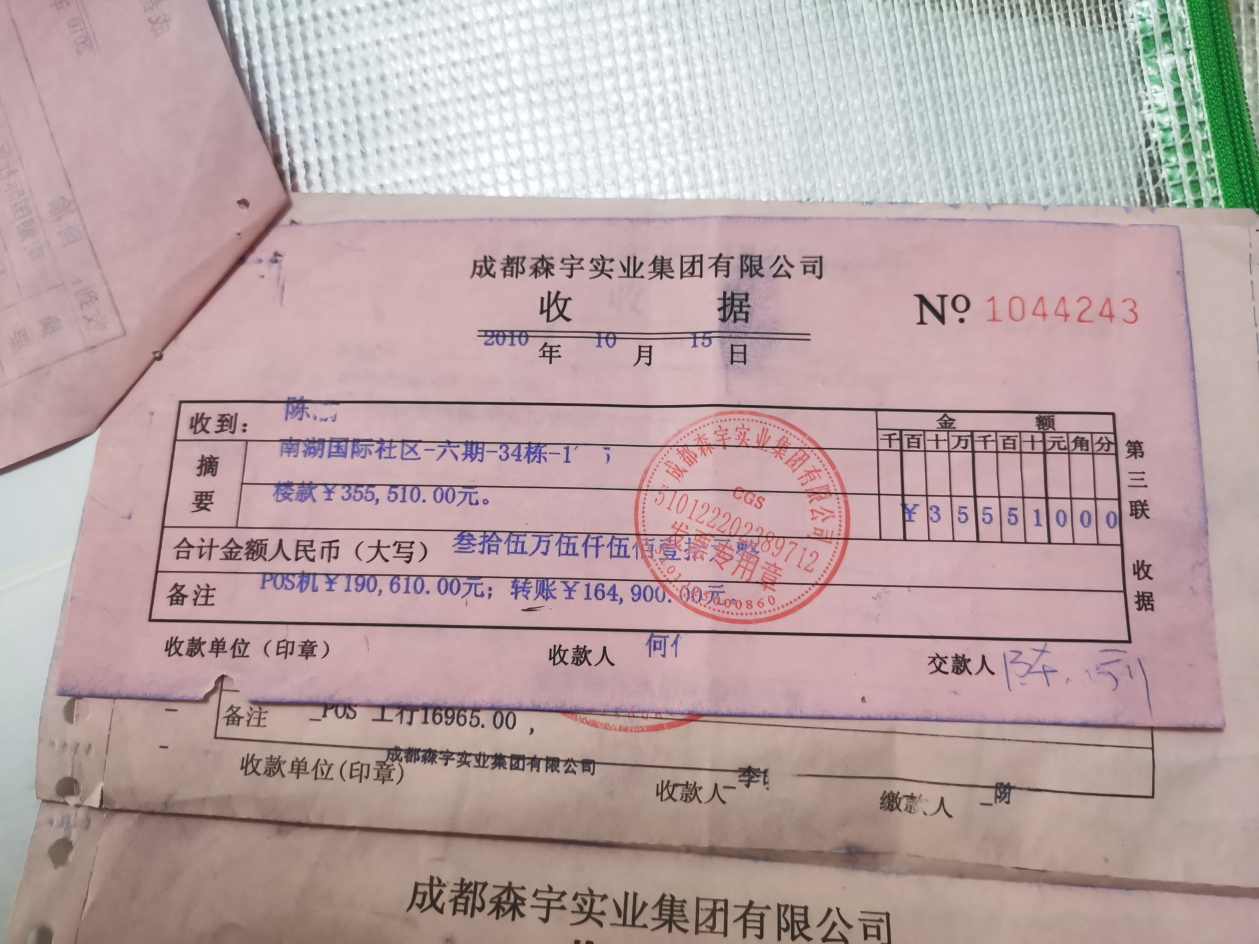 成都森宇实业集团有限公司
收 据
№ 1044243
2010 年 10 月 15 日
收到： 陈
金 额
千 百 十 万 千 百 十 元 角 分
摘要
南湖国际社区-六期-34栋-1
楼款￥355,510.00元。
￥ 3 5 5 5 1 0 0 0
合计金额人民币（大写） 叁拾伍万伍仟伍佰壹拾元整
备注 POS机￥190,610.00元；转账￥164,900.00元
第三联 收据
收款单位（印章） 收款人 何 交款人 陈
成都森宇实业集团有限公司
CGS
510122202389712
发票专用章
备注 _POS 工行16965.00 ,
收款单位(印章) 成都森宇实业集团有限公司 收款人 李 缴款人
成都森宇实业集团有限公司